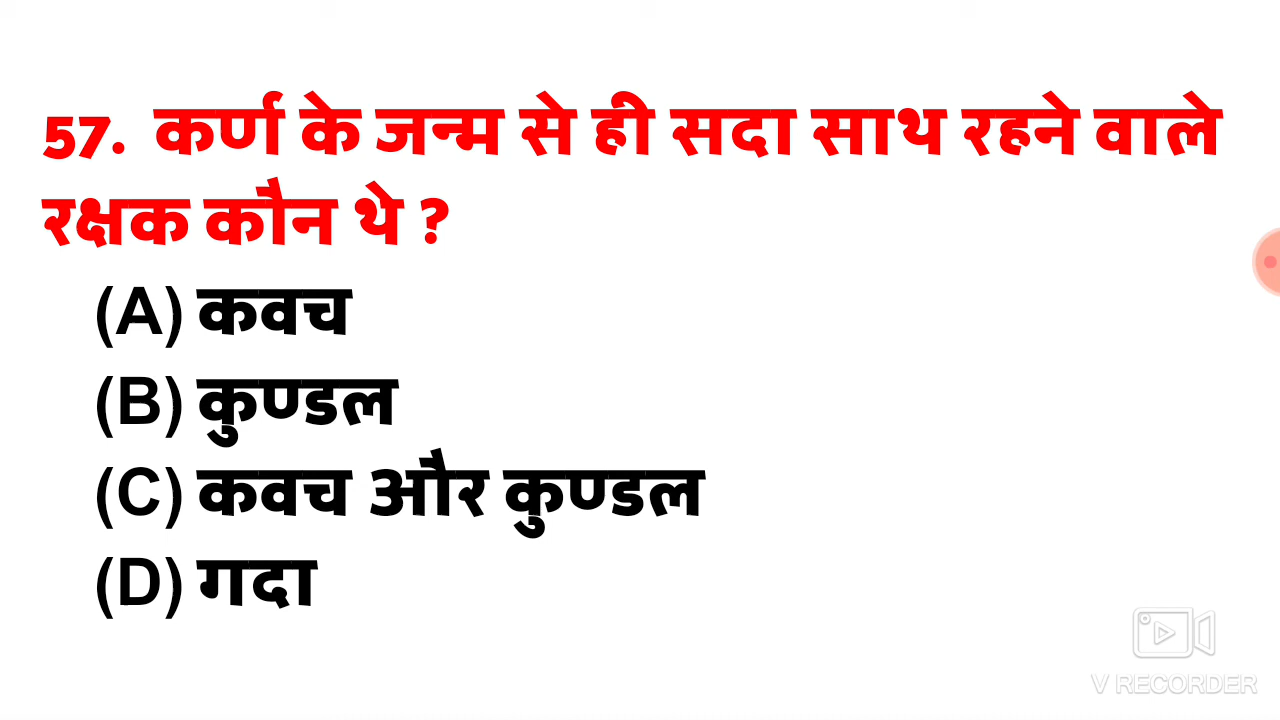 57. कर्ण के जन्म से ही सदा साथ रहने वाले
रक्षक कौन थे ?
(A) कवच
(B) कुण्डल
(C) कवच और कुण्डल
(D) गदा
V RECORDER